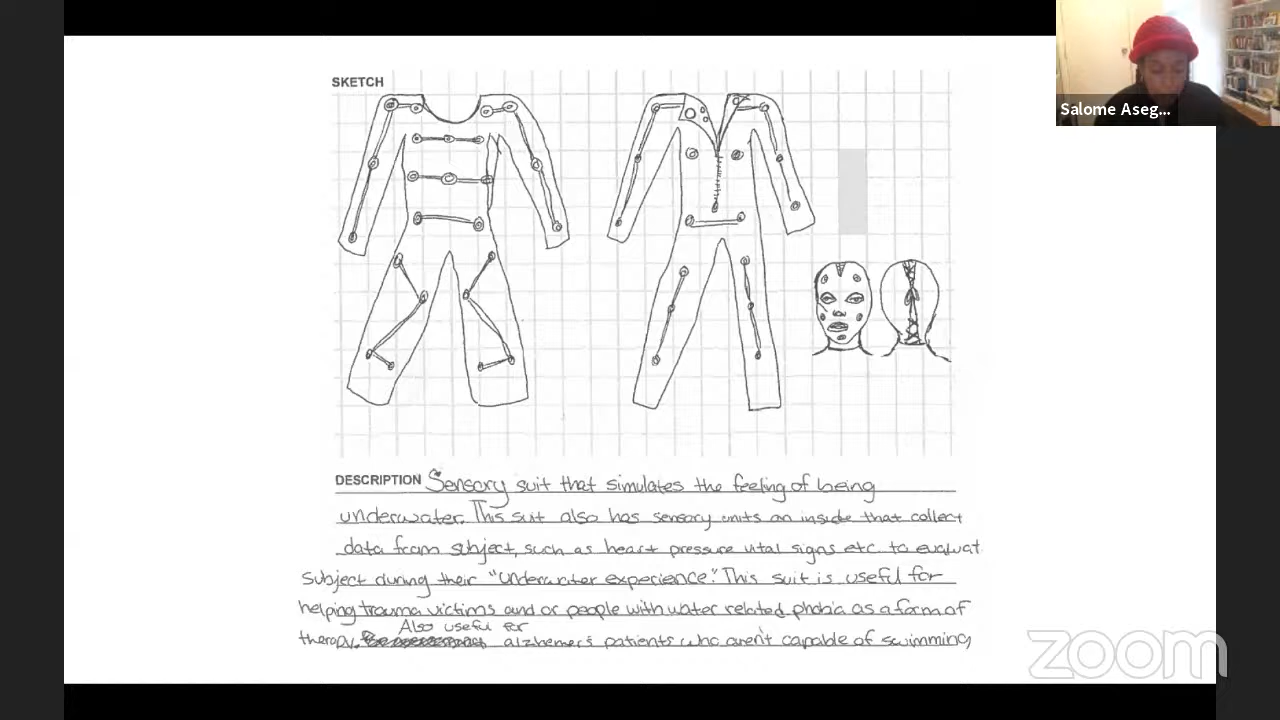 Salome Aseg...
SKETCH
DESCRIPTION Sensory suit that simulates the feeling of being
underwater. This suit also has sensory units on inside that collect
data from subject, such as heart pressure vital signs etc. to evaluat
subject during their "underwater experience". This suit is useful for
helping trauma victims and or people with water related phobia as a form of
Also useful for
therapy. alzhemer's patients who aren't capable of swimming,
zoom